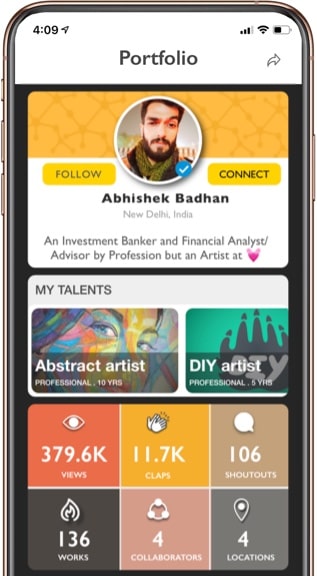 4:09
Portfolio
FOLLOW
CONNECT
Abhishek Badhan
New Delhi, India
An Investment Banker and Financial Analyst/
Advisor by Profession but an Artist at
MY TALENTS
Abstract artist
PROFESSIONAL . 10 YRS
DIY artist
PROFESSIONAL . 5 YRS
379.6K
VIEWS
11.7K
CLAPS
106
SHOUTOUTS
136
WORKS
4
COLLABORATORS
4
LOCATIONS